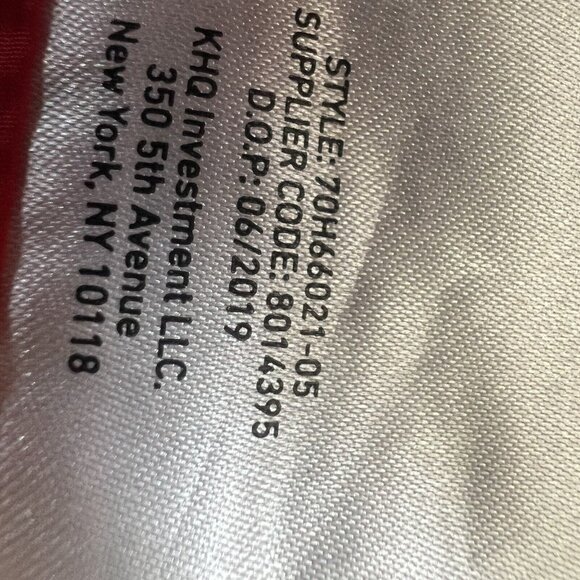 STYLE: 70H66021-05
SUPPLIER CODE: 8014395
D.O.P: 06/2019
KHQ Investment LLC.
350 5th Avenue
New York, NY 10118